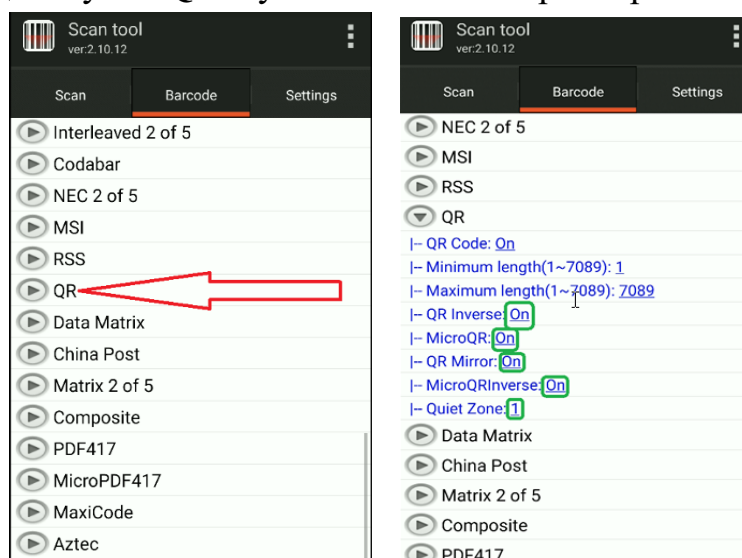 Scan tool
ver:2.10.12
Scan Barcode Settings
Interleaved 2 of 5
Codabar
NEC 2 of 5
MSI
RSS
QR
Data Matrix
China Post
Matrix 2 of 5
Composite
PDF417
MicroPDF417
MaxiCode
Aztec
Scan tool
ver:2.10.12
Scan Barcode Settings
NEC 2 of 5
MSI
RSS
QR
|-- QR Code: On
|-- Minimum length(1~7089): 1
|-- Maximum length(1~7089): 7089
|-- QR Inverse: On
|-- MicroQR: On
|-- QR Mirror: On
|-- MicroQRInverse: On
|-- Quiet Zone: 1
Data Matrix
China Post
Matrix 2 of 5
Composite
PDF417